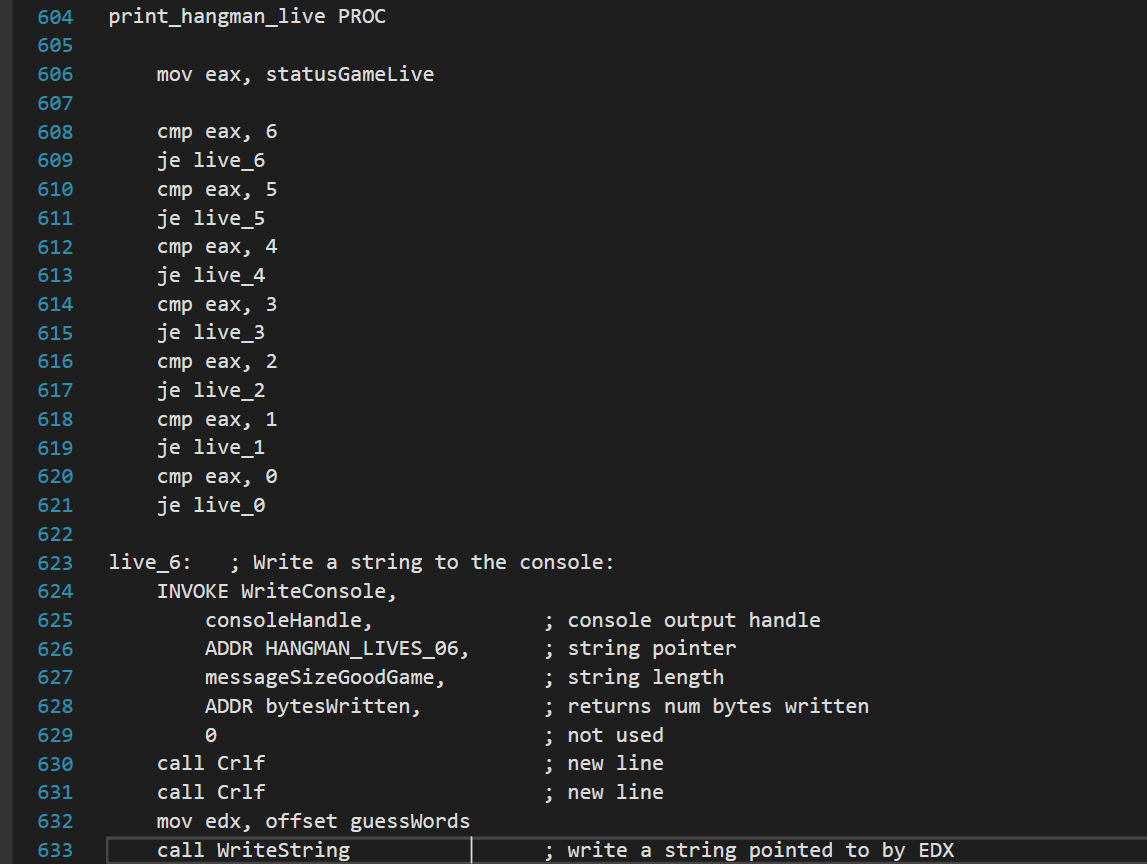 604 print_hangman_live PROC
605
606 mov eax, statusGameLive
607
608 cmp eax, 6
609 je live_6
610 cmp eax, 5
611 je live_5
612 cmp eax, 4
613 je live_4
614 cmp eax, 3
615 je live_3
616 cmp eax, 2
617 je live_2
618 cmp eax, 1
619 je live_1
620 cmp eax, 0
621 je live_0
622
623 live_6: ; Write a string to the console:
624 INVOKE WriteConsole,
625 consoleHandle, ; console output handle
626 ADDR HANGMAN_LIVES_06, ; string pointer
627 messageSizeGoodGame, ; string length
628 ADDR bytesWritten, ; returns num bytes written
629 0 ; not used
630 call Crlf ; new line
631 call Crlf ; new line
632 mov edx, offset guessWords
633 call WriteString ; write a string pointed to by EDX